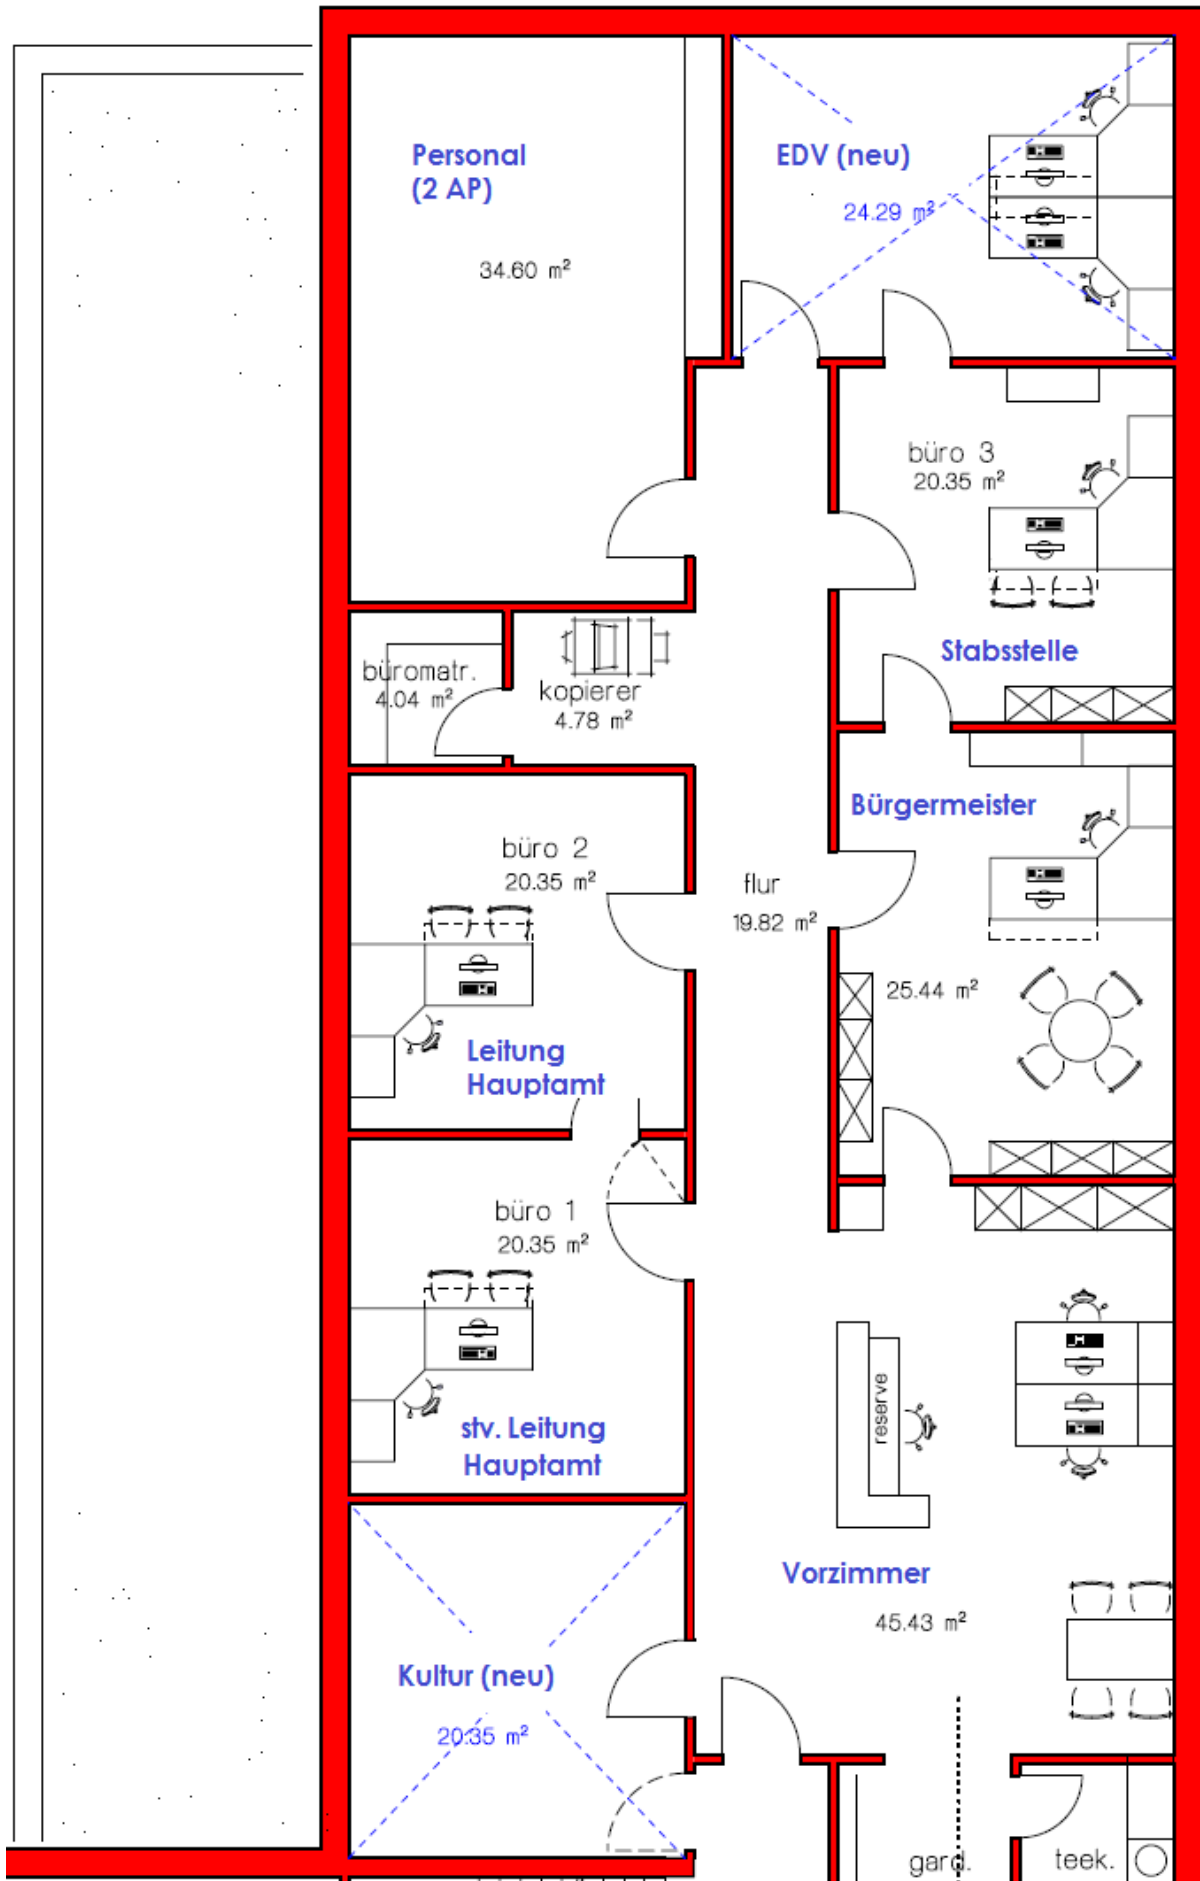 Personal
(2 AP)
34.60 m²
EDV (neu)
24.29 m²
büro 3
20.35 m²
Stabsstelle
büromatr.
4.04 m²
kopierer
4.78 m²
Bürgermeister
büro 2
20.35 m²
flur
19.82 m²
25.44 m²
Leitung
Hauptamt
büro 1
20.35 m²
reserve
stv. Leitung
Hauptamt
Vorzimmer
45.43 m²
Kultur (neu)
20.35 m²
gard.
teek.